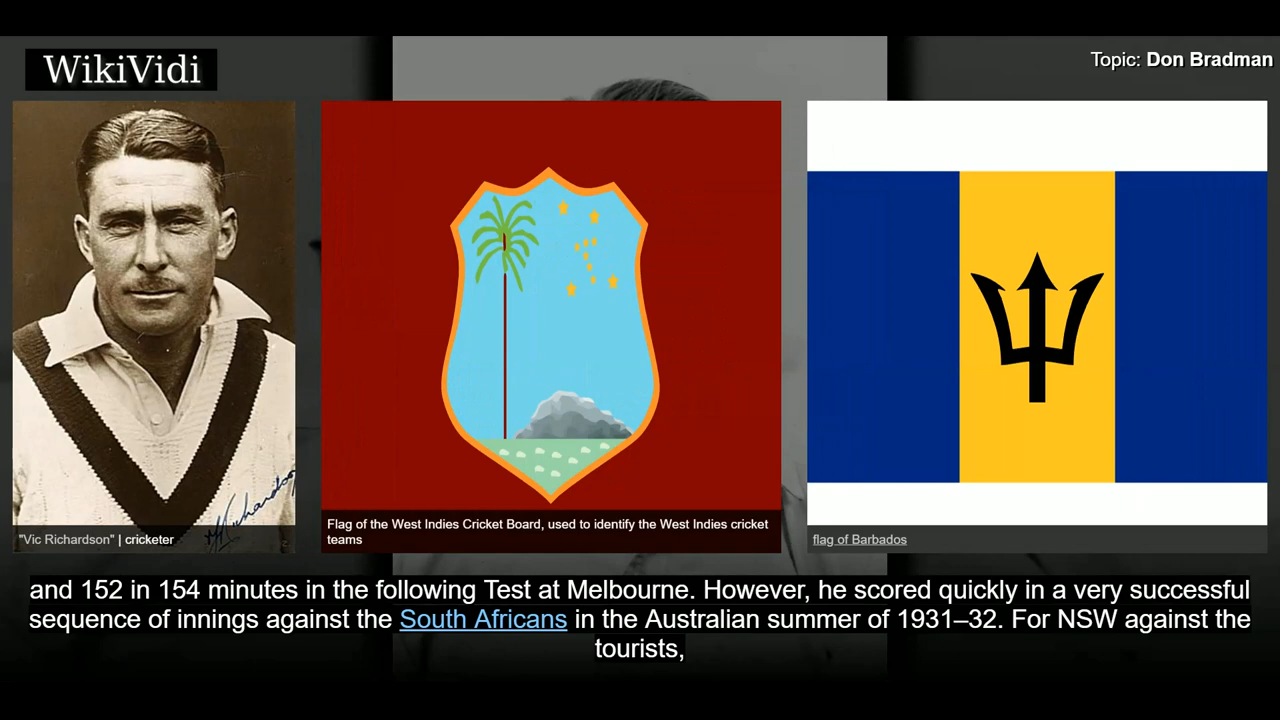 WikiVidi
Topic: Don Bradman
"Vic Richardson" | cricketer
Flag of the West Indies Cricket Board, used to identify the West Indies cricket
teams
flag of Barbados
and 152 in 154 minutes in the following Test at Melbourne. However, he scored quickly in a very successful
sequence of innings against the South Africans in the Australian summer of 1931–32. For NSW against the
tourists,